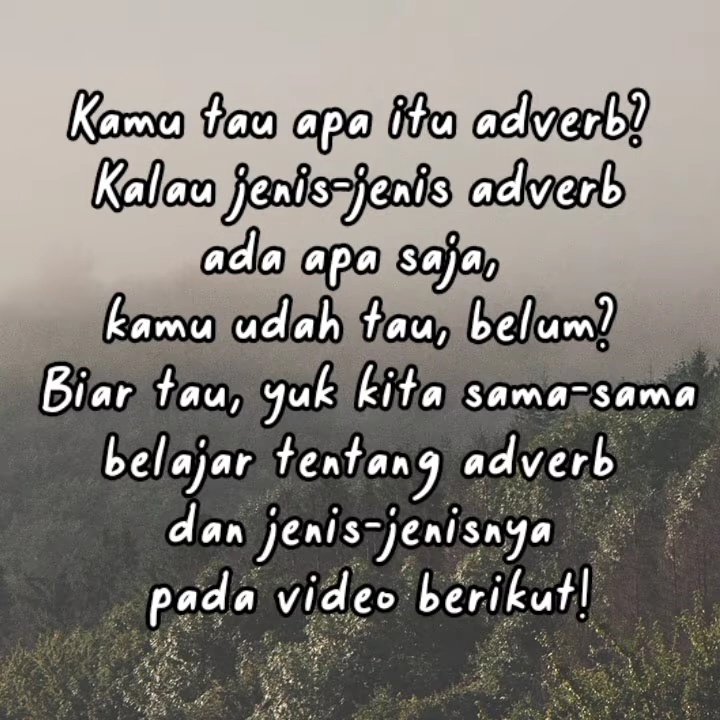 Kamu tau apa itu adverb?
Kalau jenis-jenis adverb
ada apa saja,
kamu udah tau, belum?
Biar tau, yuk kita sama-sama
belajar tentang adverb
dan jenis-jenisnya
pada video berikut!